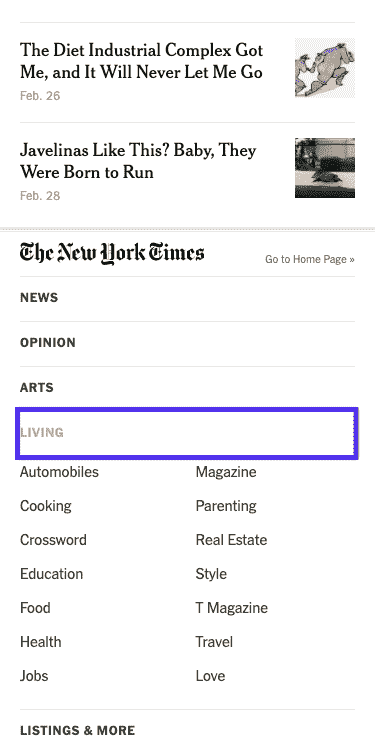 The Diet Industrial Complex Got
Me, and It Will Never Let Me Go
Feb. 26
Javelinas Like This? Baby, They
Were Born to Run
Feb. 28
The New York Times
Go to Home Page »
NEWS
OPINION
ARTS
LIVING
Automobiles
Magazine
Cooking
Parenting
Crossword
Real Estate
Education
Style
Food
T Magazine
Health
Travel
Jobs
Love
LISTINGS & MORE